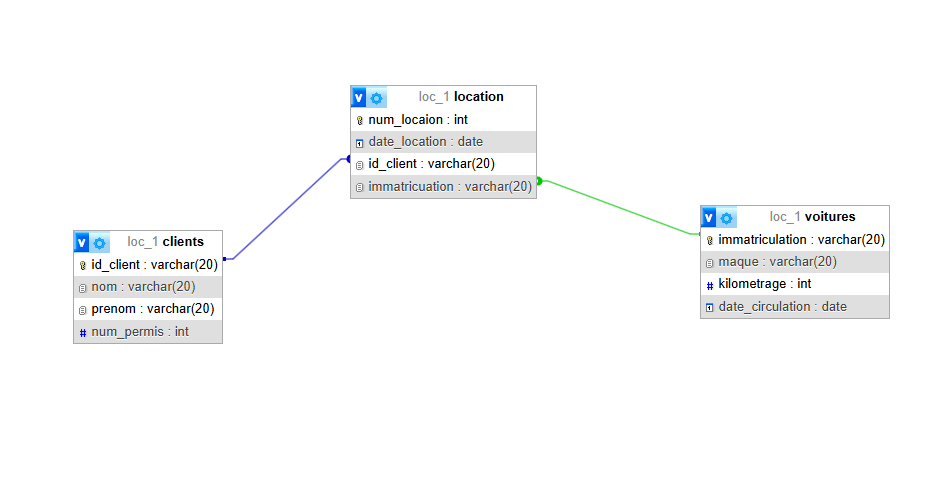 loc_1 location
num_locaion : int
date_location : date
id_client : varchar(20)
immatricuation : varchar(20)
loc_1 voitures
immatriculation : varchar(20)
maque : varchar(20)
# kilometrage : int
date_circulation : date
loc_1 clients
id_client : varchar(20)
nom : varchar(20)
prenom : varchar(20)
# num_permis : int